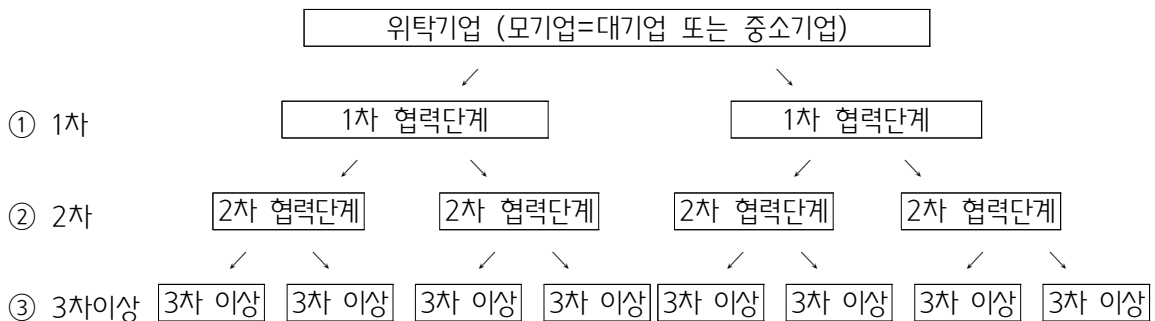 위탁기업 (모기업=대기업 또는 중소기업)
① 1차 1차 협력단계 1차 협력단계
② 2차 2차 협력단계 2차 협력단계 2차 협력단계 2차 협력단계
③ 3차이상 3차 이상 3차 이상 3차 이상 3차 이상 3차 이상 3차 이상 3차 이상 3차 이상